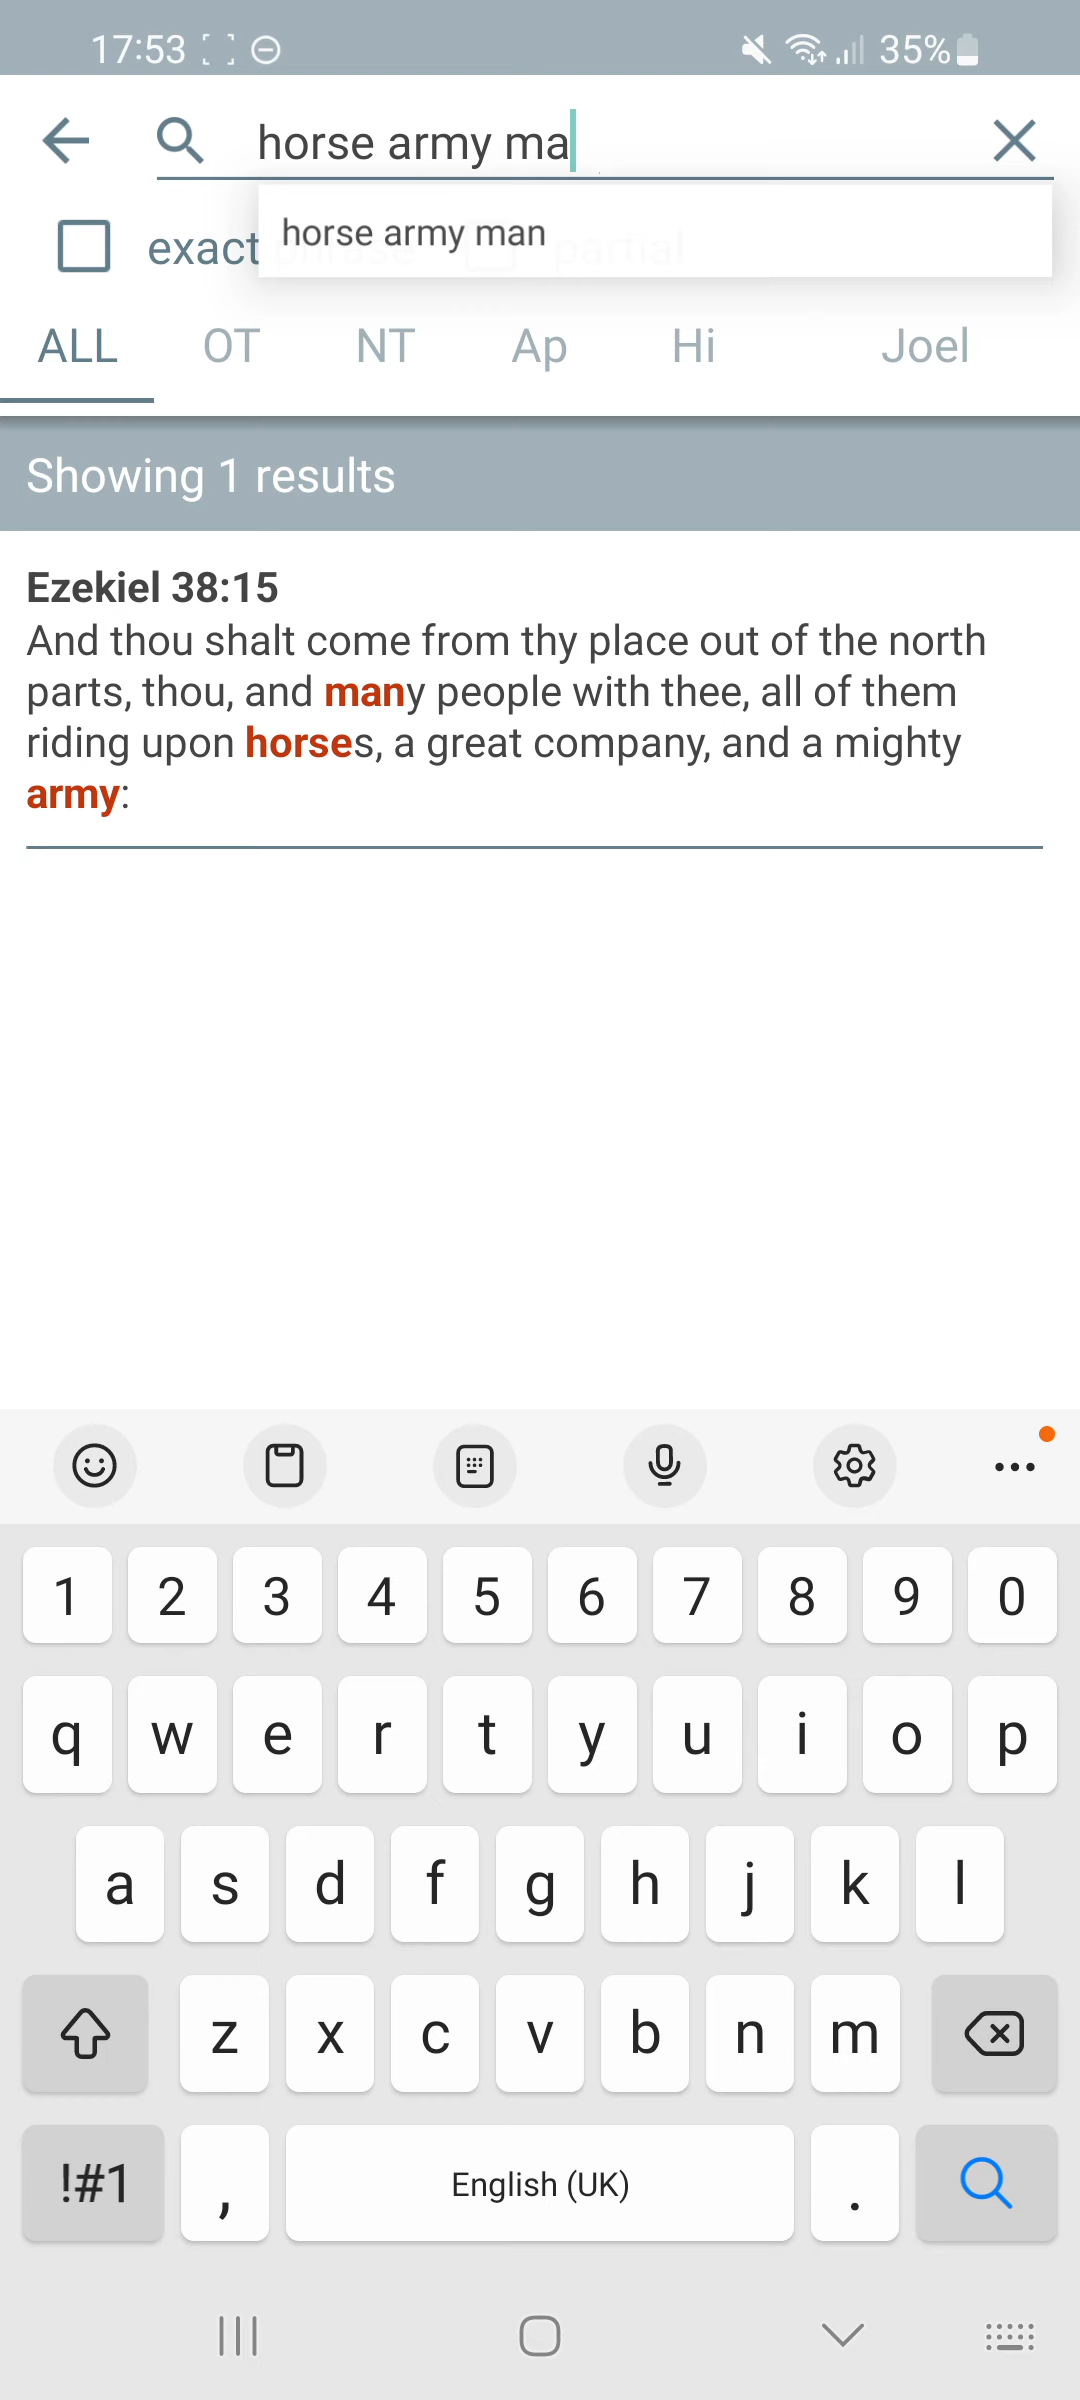 17:53 35%
horse army ma
horse army man
exact phrase partial
ALL OT NT Ap Hi Joel
Showing 1 results
Ezekiel 38:15
And thou shalt come from thy place out of the north
parts, thou, and many people with thee, all of them
riding upon horses, a great company, and a mighty
army:
1 2 3 4 5 6 7 8 9 0
q w e r t y u i o p
a s d f g h j k l
z x c v b n m
!#1 , English (UK) .